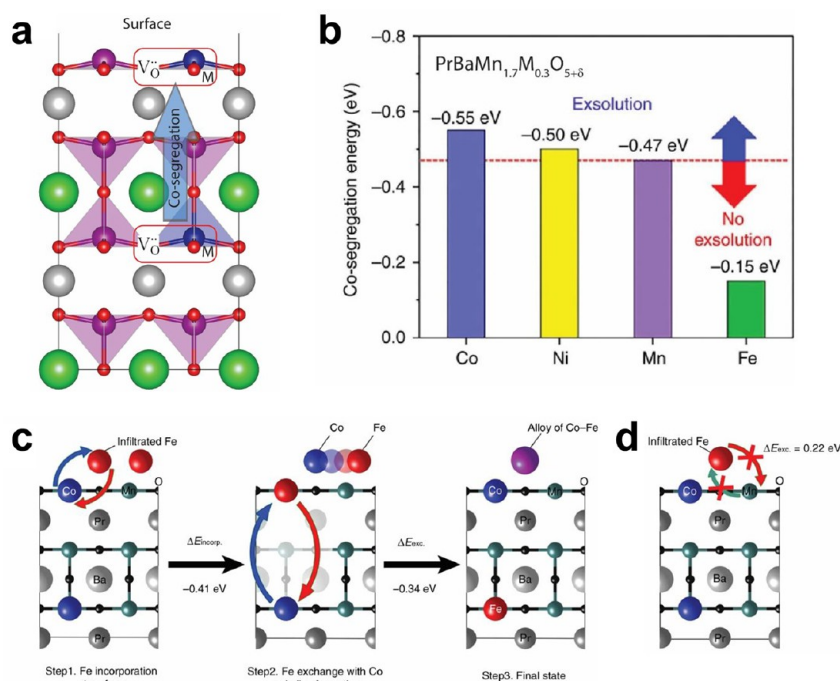 a
Surface
V_O¨
M
Co-segregation
V_O¨
M
b
PrBaMn1.7M0.3O5+δ
Co-segregation energy (eV)
−0.8
−0.6
−0.4
−0.2
0.0
Exsolution
−0.55 eV
−0.50 eV
−0.47 eV
No
exsolution
−0.15 eV
Co
Ni
Mn
Fe
c
Infiltrated Fe
Co
Mn
O
Pr
Ba
Pr
Step1. Fe incorporation
ΔEincorp.
−0.41 eV
Co
Fe
Step2. Fe exchange with Co
ΔEexc.
−0.34 eV
Alloy of Co–Fe
Co
Mn
O
Pr
Ba
Fe
Pr
Step3. Final state
d
Infiltrated Fe
ΔEexc. = 0.22 eV
O
Co
Mn
Pr
Ba
Pr